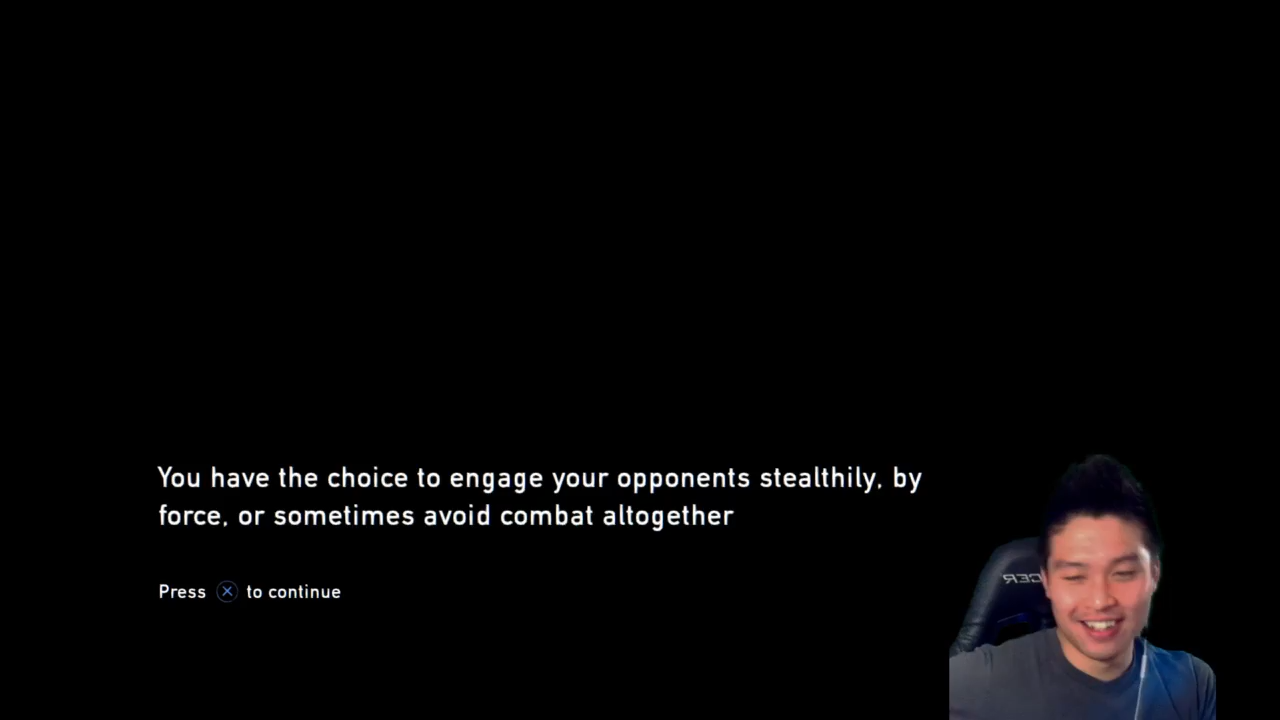 You have the choice to engage your opponents stealthily, by
force, or sometimes avoid combat altogether
Press ⊗ to continue